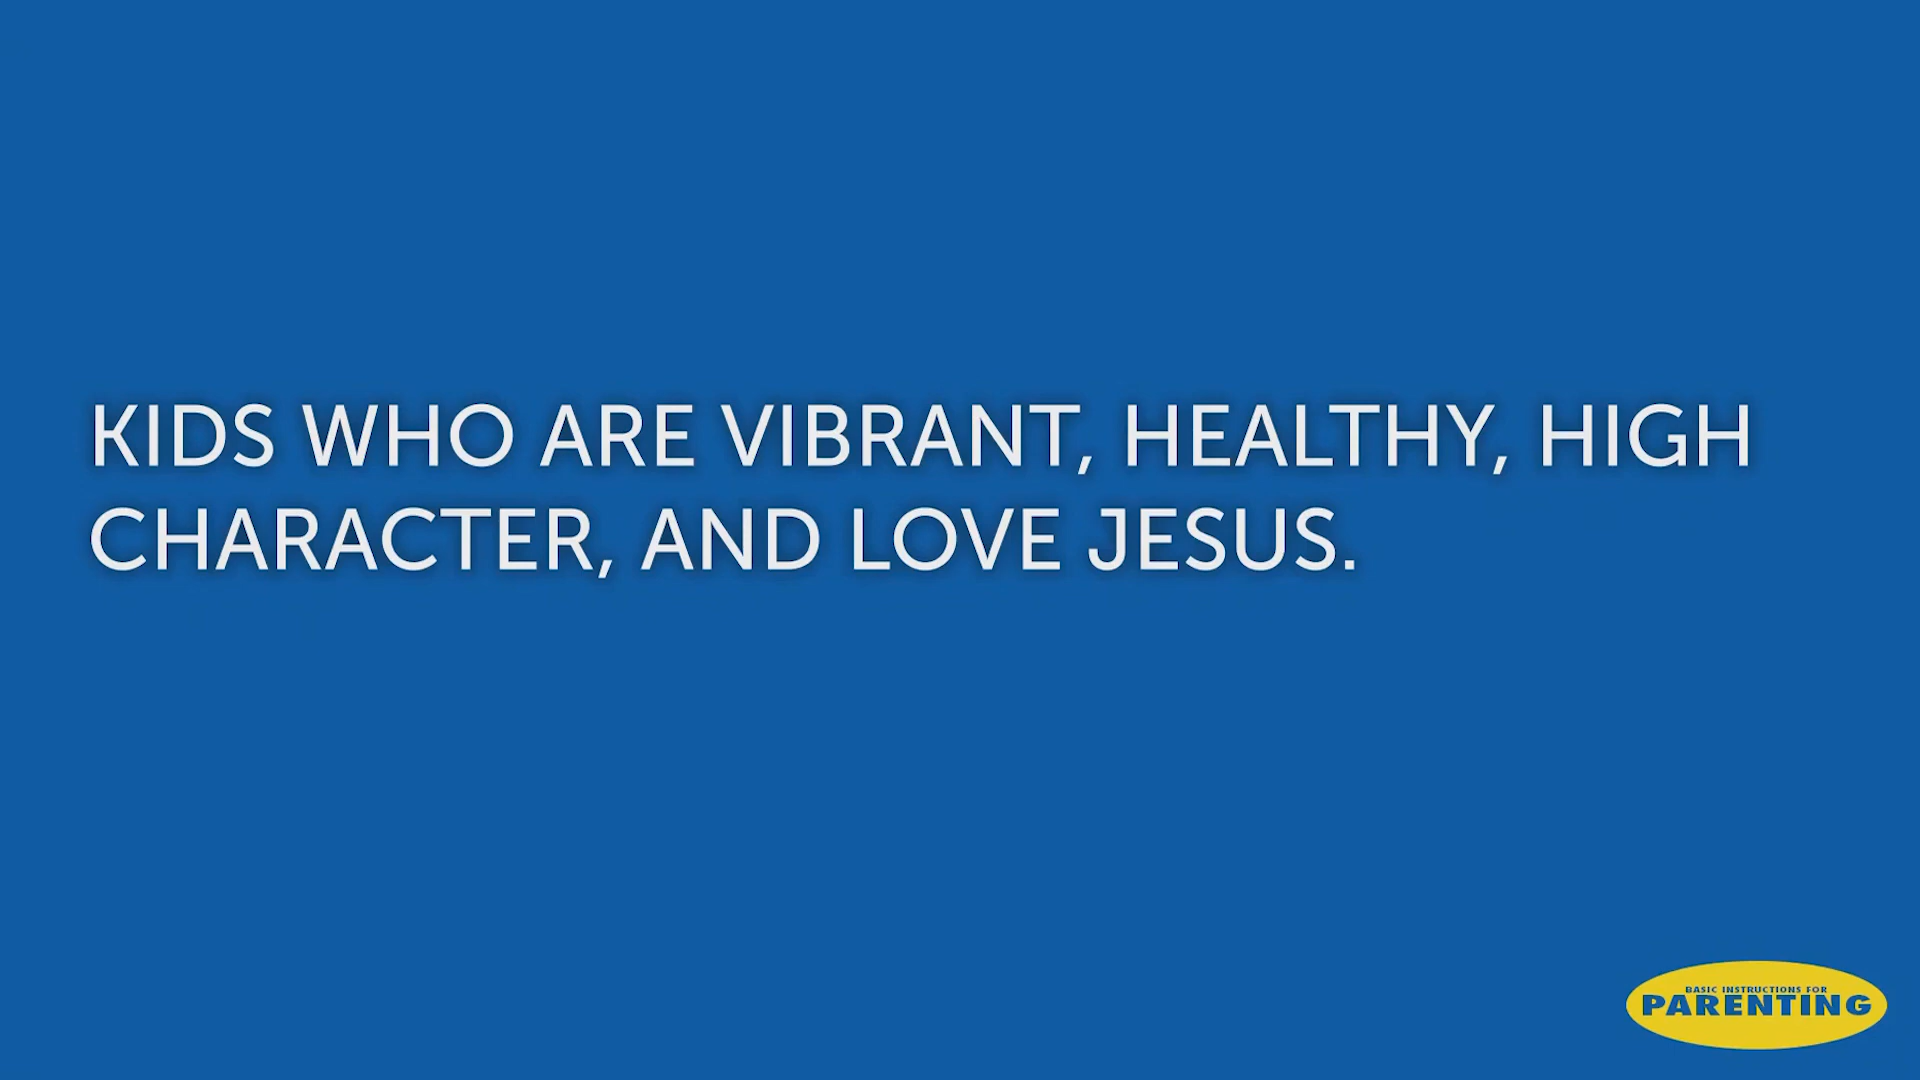 KIDS WHO ARE VIBRANT, HEALTHY, HIGH
CHARACTER, AND LOVE JESUS.
BASIC INSTRUCTIONS FOR
PARENTING